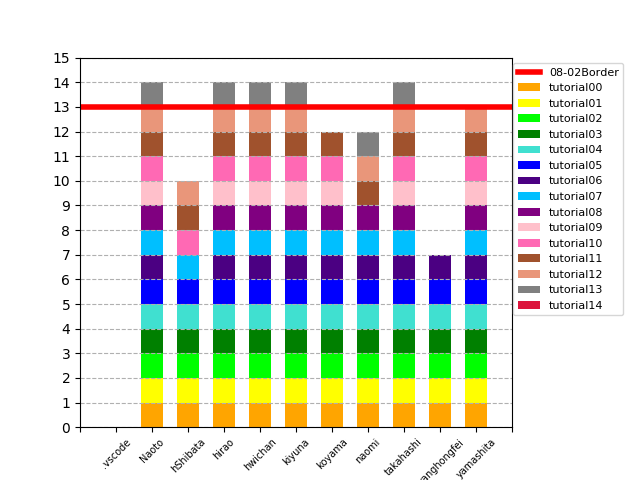 15
14
13
12
11
10
9
8
7
6
5
4
3
2
1
0
.vscode
Naoto
hShibata
hirao
hwichan
kiyuna
koyama
naomi
takahashi
anghongfei
yamashita
08-02Border
tutorial00
tutorial01
tutorial02
tutorial03
tutorial04
tutorial05
tutorial06
tutorial07
tutorial08
tutorial09
tutorial10
tutorial11
tutorial12
tutorial13
tutorial14